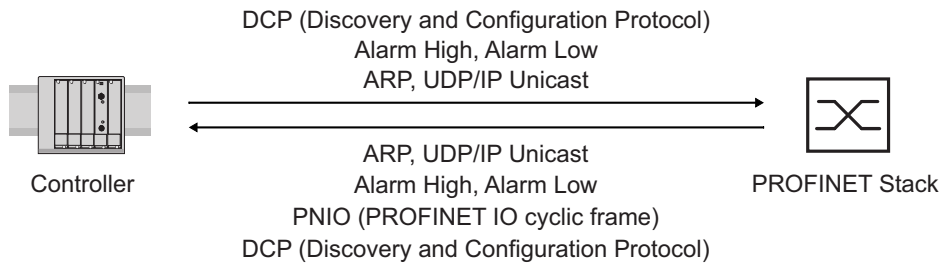 DCP (Discovery and Configuration Protocol)
Alarm High, Alarm Low
ARP, UDP/IP Unicast
ARP, UDP/IP Unicast
Alarm High, Alarm Low
PNIO (PROFINET IO cyclic frame)
DCP (Discovery and Configuration Protocol)
Controller
PROFINET Stack